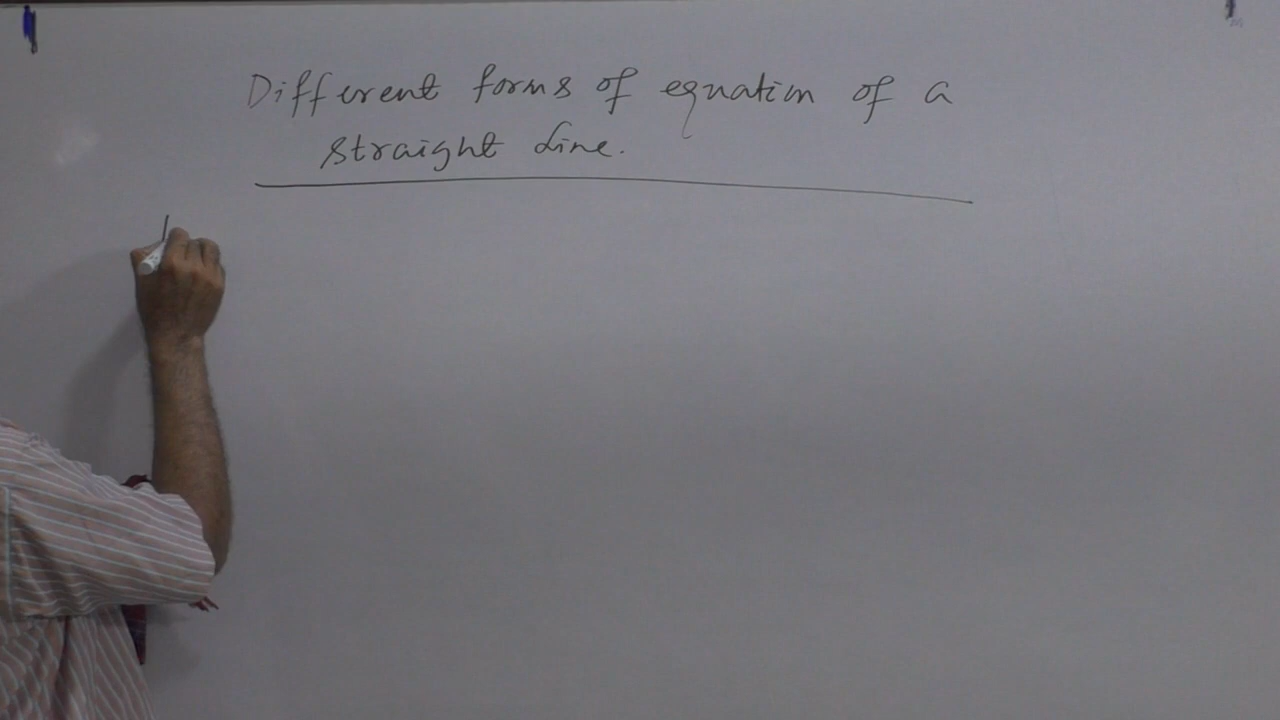 Different forms of equation of a
straight line.